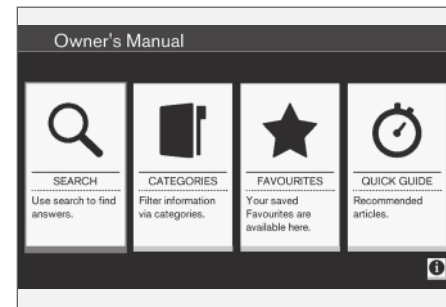 Owner's Manual
SEARCH
Use search to find
answers.
CATEGORIES
Filter information
via categories.
FAVOURITES
Your saved
Favourites are
available here.
QUICK GUIDE
Recommended
articles.
i